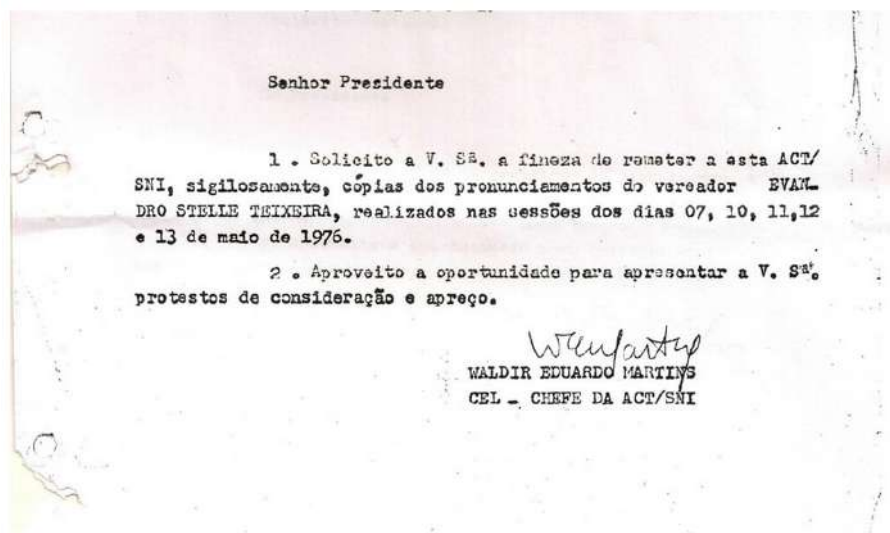 Senhor Presidente
1 . Solicito a V. Sª. a fineza de remeter a esta ACT/
SNI, sigilosamente, cópias dos pronunciamentos do vereador EVAN_
DRO STELLE TEIXEIRA, realizados nas sessões dos dias 07, 10, 11,12
e 13 de maio de 1976.
2 . Aproveito a oportunidade para apresentar a V. Sª.
protestos de consideração e apreço.
WALDIR EDUARDO MARTINS
CEL _ CHEFE DA ACT/SNI